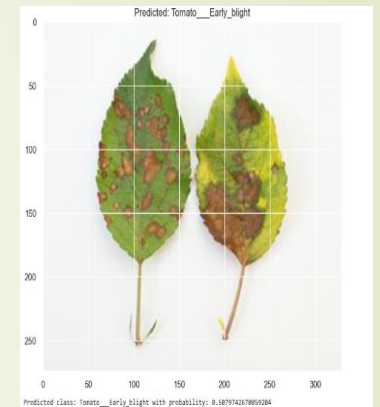 Predicted: Tomato___Early_blight
0
50
100
150
200
250
0 50 100 150 200 250 300
Predicted class: Tomato___Early_blight with probability: 0.5079742670059204